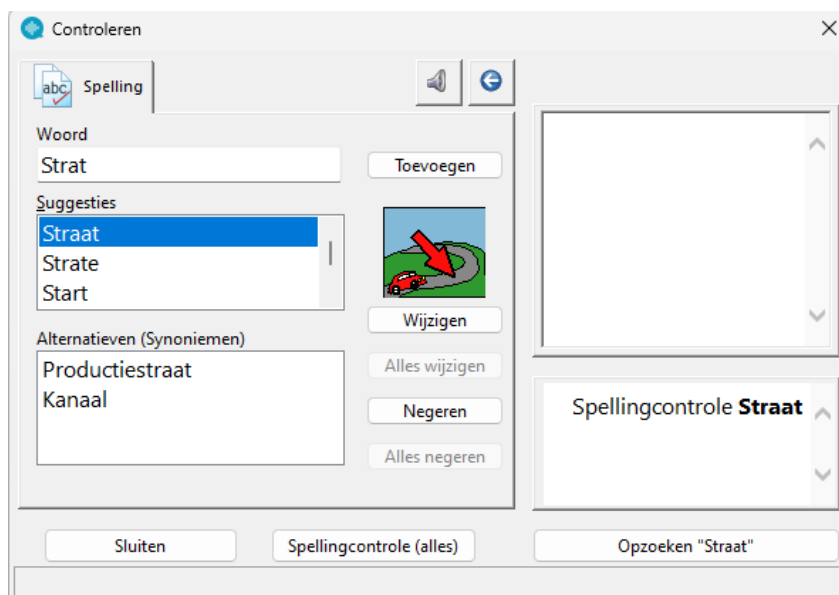 Controleren
abc
Spelling
Woord
Strat
Toevoegen
Suggesties
Straat
Strate
Start
Wijzigen
Alternatieven (Synoniemen)
Productiestraat
Kanaal
Alles wijzigen
Negeren
Alles negeren
Spellingcontrole Straat
Sluiten
Spellingcontrole (alles)
Opzoeken "Straat"